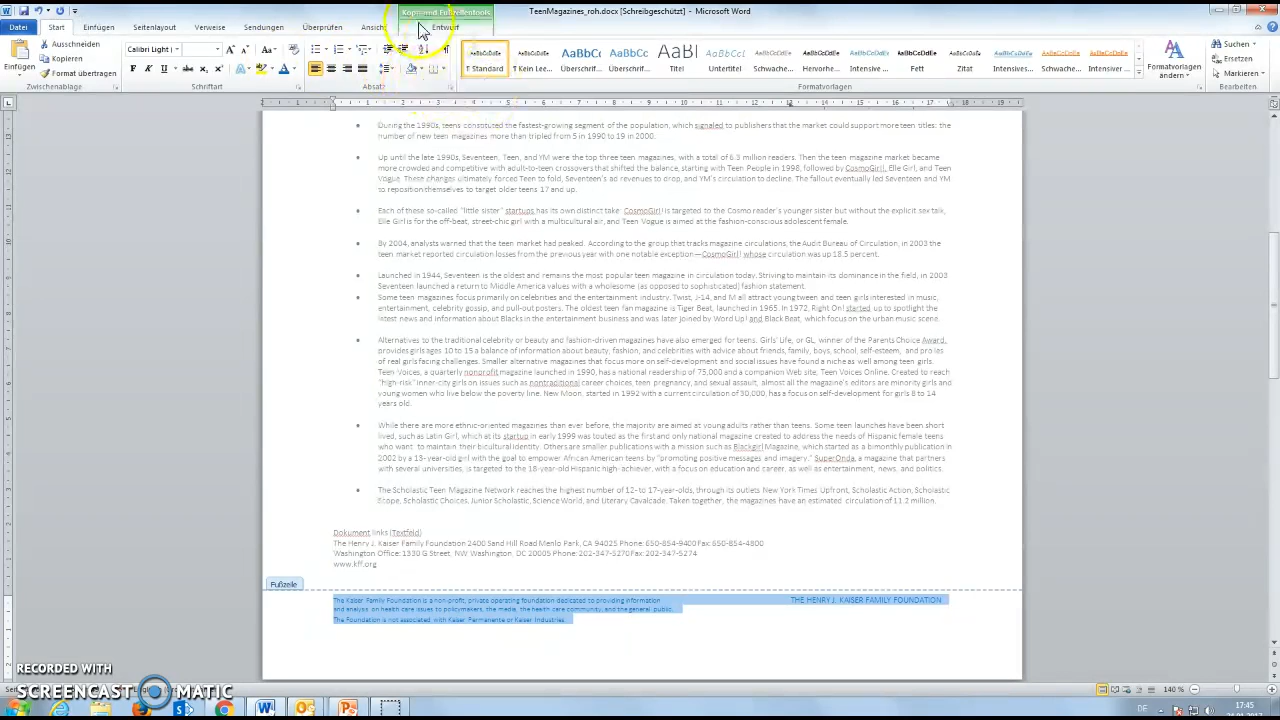 Kopf- und Fußzeilentools
TeenMagazines_roh.docx [Schreibgeschützt] - Microsoft Word
Datei Start Einfügen Seitenlayout Verweise Sendungen Überprüfen Ansicht Entwurf
Einfügen
Ausschneiden
Kopieren
Format übertragen
Zwischenablage
Calibri Light
Schriftart
Absatz
AaBbCcDc AaBbCcDc AaBbCc AaBbCc AaBl AaBbCcl AaBbCcDc AaBbCcDc AaBbCcDc AaBbCcDc AaBbCcDc AaBbCcDc
¶ Standard ¶ Kein Lee... Überschrif... Überschrif... Titel Untertitel Schwache... Hervorhe... Intensive... Fett Zitat Intensives... Schwache... Intensiver ...
Formatvorlagen
Formatvorlagen ändern
Suchen
Ersetzen
Markieren
Bearbeiten
• During the 1990s, teens constituted the fastest-growing segment of the population, which signaled to publishers that the market could support more teen titles: the
number of new teen magazines more than tripled from 5 in 1990 to 19 in 2000.
• Up until the late 1990s, Seventeen, Teen, and YM were the top three teen magazines, with a total of 6.3 million readers. Then the teen magazine market became
more crowded and competitive with adult-to-teen crossovers that shifted the balance, starting with Teen People in 1998, followed by CosmoGirl!, Elle Girl, and Teen
Vogue. These changes ultimately forced Teen to fold, Seventeen's ad revenues to drop, and YM's circulation to decline. The fallout eventually led Seventeen and YM
to reposition themselves to target older teens 17 and up.
• Each of these so-called "little sister" startups has its own distinct take CosmoGirl! is targeted to the Cosmo reader's younger sister but without the explicit sex talk,
Elle Girl is for the off-beat, street-chic girl with a multicultural air, and Teen Vogue is aimed at the fashion-conscious adolescent female.
• By 2004, analysts warned that the teen market had peaked. According to the group that tracks magazine circulations, the Audit Bureau of Circulation, in 2003 the
teen market reported circulation losses from the previous year with one notable exception—CosmoGirl! whose circulation was up 18.5 percent.
• Launched in 1944, Seventeen is the oldest and remains the most popular teen magazine in circulation today. Striving to maintain its dominance in the field, in 2003
Seventeen launched a return to Middle America values with a wholesome (as opposed to sophisticated) fashion statement.
• Some teen magazines focus primarily on celebrities and the entertainment industry. Twist, J-14, and M all attract young tween and teen girls interested in music,
entertainment, celebrity gossip, and pull-out posters. The oldest teen fan magazine is Tiger Beat, launched in 1965. In 1972, Right On! started up to spotlight the
latest news and information about Blacks in the entertainment business and was later joined by Word Up! and Black Beat, which focus on the urban music scene.
• Alternatives to the traditional celebrity or beauty and fashion-driven magazines have also emerged for teens. Girls' Life, or GL, winner of the Parents Choice Award,
provides girls ages 10 to 15 a balance of information about beauty, fashion, and celebrities with advice about friends, family, boys, school, self-esteem, and pro les
of real girls facing challenges. Smaller alternative magazines that focus more on self-development and social issues have found a niche as well among teen girls.
Teen Voices, a quarterly nonprofit magazine launched in 1990, has a national readership of 75,000 and a companion Web site, Teen Voices Online. Created to reach
"high-risk" inner-city girls on issues such as nontraditional career choices, teen pregnancy, and sexual assault, almost all the magazine's editors are minority girls and
young women who live below the poverty line. New Moon, started in 1992 with a current circulation of 30,000, has a focus on self-development for girls 8 to 14
years old.
• While there are more ethnic-oriented magazines than ever before, the majority are aimed at young adults rather than teens. Some teen launches have been short
lived, such as Latin Girl, which at its startup in early 1999 was touted as the first and only national magazine created to address the needs of Hispanic female teens
who want to maintain their bicultural identity. Others are smaller publications with a mission such as Blackgirl Magazine, which started as a bimonthly publication in
2002 by a 13-year-old girl with the goal to empower African American teens by "promoting positive messages and imagery." SuperOnda, a magazine that partners
with several universities, is targeted to the 18-year-old Hispanic high-achiever, with a focus on education and career, as well as entertainment, news, and politics.
• The Scholastic Teen Magazine Network reaches the highest number of 12- to 17-year-olds, through its outlets New York Times Upfront, Scholastic Action, Scholastic
Scope, Scholastic Choices, Junior Scholastic, Science World, and Literary Cavalcade. Taken together, the magazines have an estimated circulation of 11.2 million.
Dokument links (Textfeld)
The Henry J. Kaiser Family Foundation 2400 Sand Hill Road Menlo Park, CA 94025 Phone: 650-854-9400 Fax: 650-854-4800
Washington Office: 1330 G Street, NW Washington, DC 20005 Phone: 202-347-5270 Fax: 202-347-5274
www.kff.org
Fußzeile
The Kaiser Family Foundation is a non-profit, private operating foundation dedicated to providing information THE HENRY J. KAISER FAMILY FOUNDATION
and analysis on health care issues to policymakers, the media, the health care community, and the general public.
The Foundation is not associated with Kaiser Permanente or Kaiser Industries.
RECORDED WITH
SCREENCAST MATIC
140 %
DE
17:45